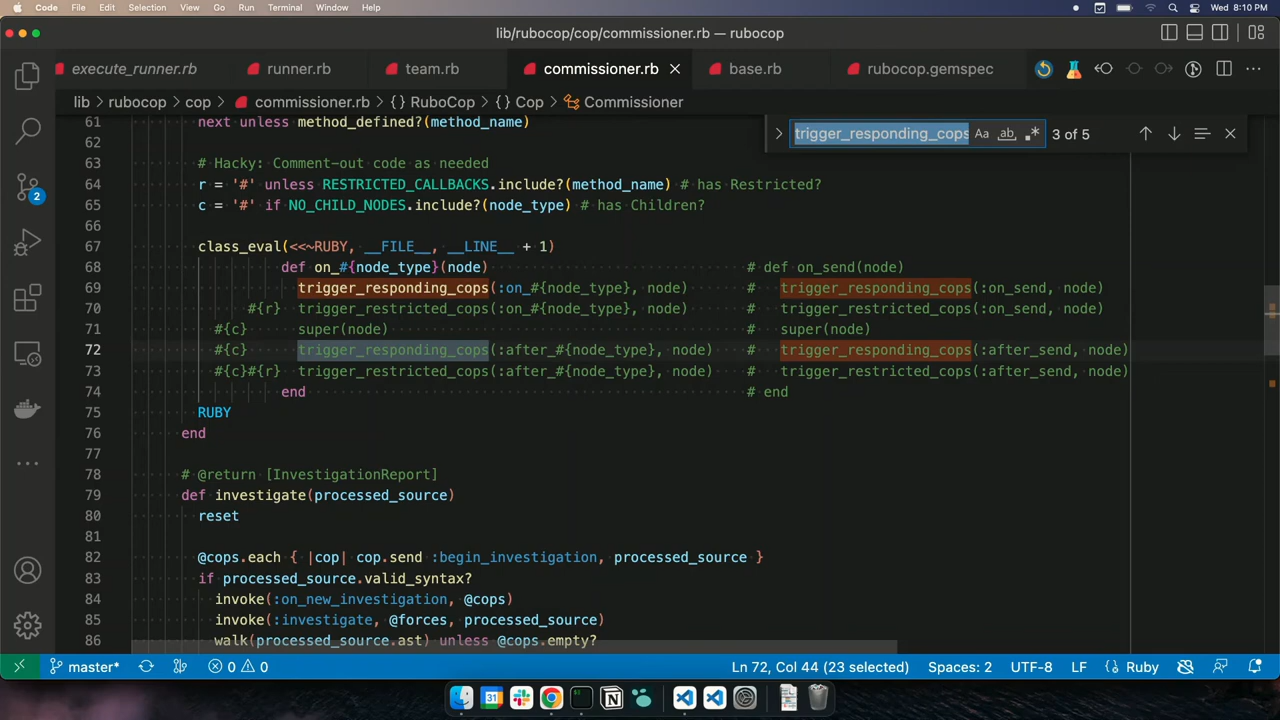 Code File Edit Selection View Go Run Terminal Window Help Wed 8:10 PM
lib/rubocop/cop/commissioner.rb — rubocop
execute_runner.rb runner.rb team.rb commissioner.rb base.rb rubocop.gemspec
lib › rubocop › cop › commissioner.rb › {} RuboCop › {} Cop › Commissioner
trigger_responding_cops Aa ab 3 of 5
61 next unless method_defined?(method_name)
62
63 # Hacky: Comment-out code as needed
64 r = '#' unless RESTRICTED_CALLBACKS.include?(method_name) # has Restricted?
65 c = '#' if NO_CHILD_NODES.include?(node_type) # has Children?
66
67 class_eval(<<~RUBY, __FILE__, __LINE__ + 1)
68 def on_#{node_type}(node) # def on_send(node)
69 trigger_responding_cops(:on_#{node_type}, node) # trigger_responding_cops(:on_send, node)
70 #{r} trigger_restricted_cops(:on_#{node_type}, node) # trigger_restricted_cops(:on_send, node)
71 #{c} super(node) # super(node)
72 #{c} trigger_responding_cops(:after_#{node_type}, node) # trigger_responding_cops(:after_send, node)
73 #{c}#{r} trigger_restricted_cops(:after_#{node_type}, node) # trigger_restricted_cops(:after_send, node)
74 end # end
75 RUBY
76 end
77
78 # @return [InvestigationReport]
79 def investigate(processed_source)
80 reset
81
82 @cops.each { |cop| cop.send :begin_investigation, processed_source }
83 if processed_source.valid_syntax?
84 invoke(:on_new_investigation, @cops)
85 invoke(:investigate, @forces, processed_source)
86 walk(processed_source.ast) unless @cops.empty?
2
master* 0 0 Ln 72, Col 44 (23 selected) Spaces: 2 UTF-8 LF {} Ruby
31